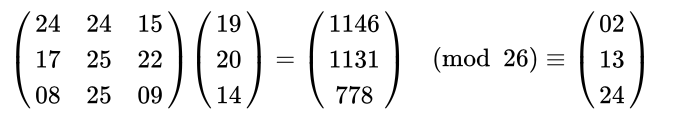 24 24 15 19 1146 02
17 25 22 20 = 1131 (mod 26) ≡ 13
08 25 09 14 778 24